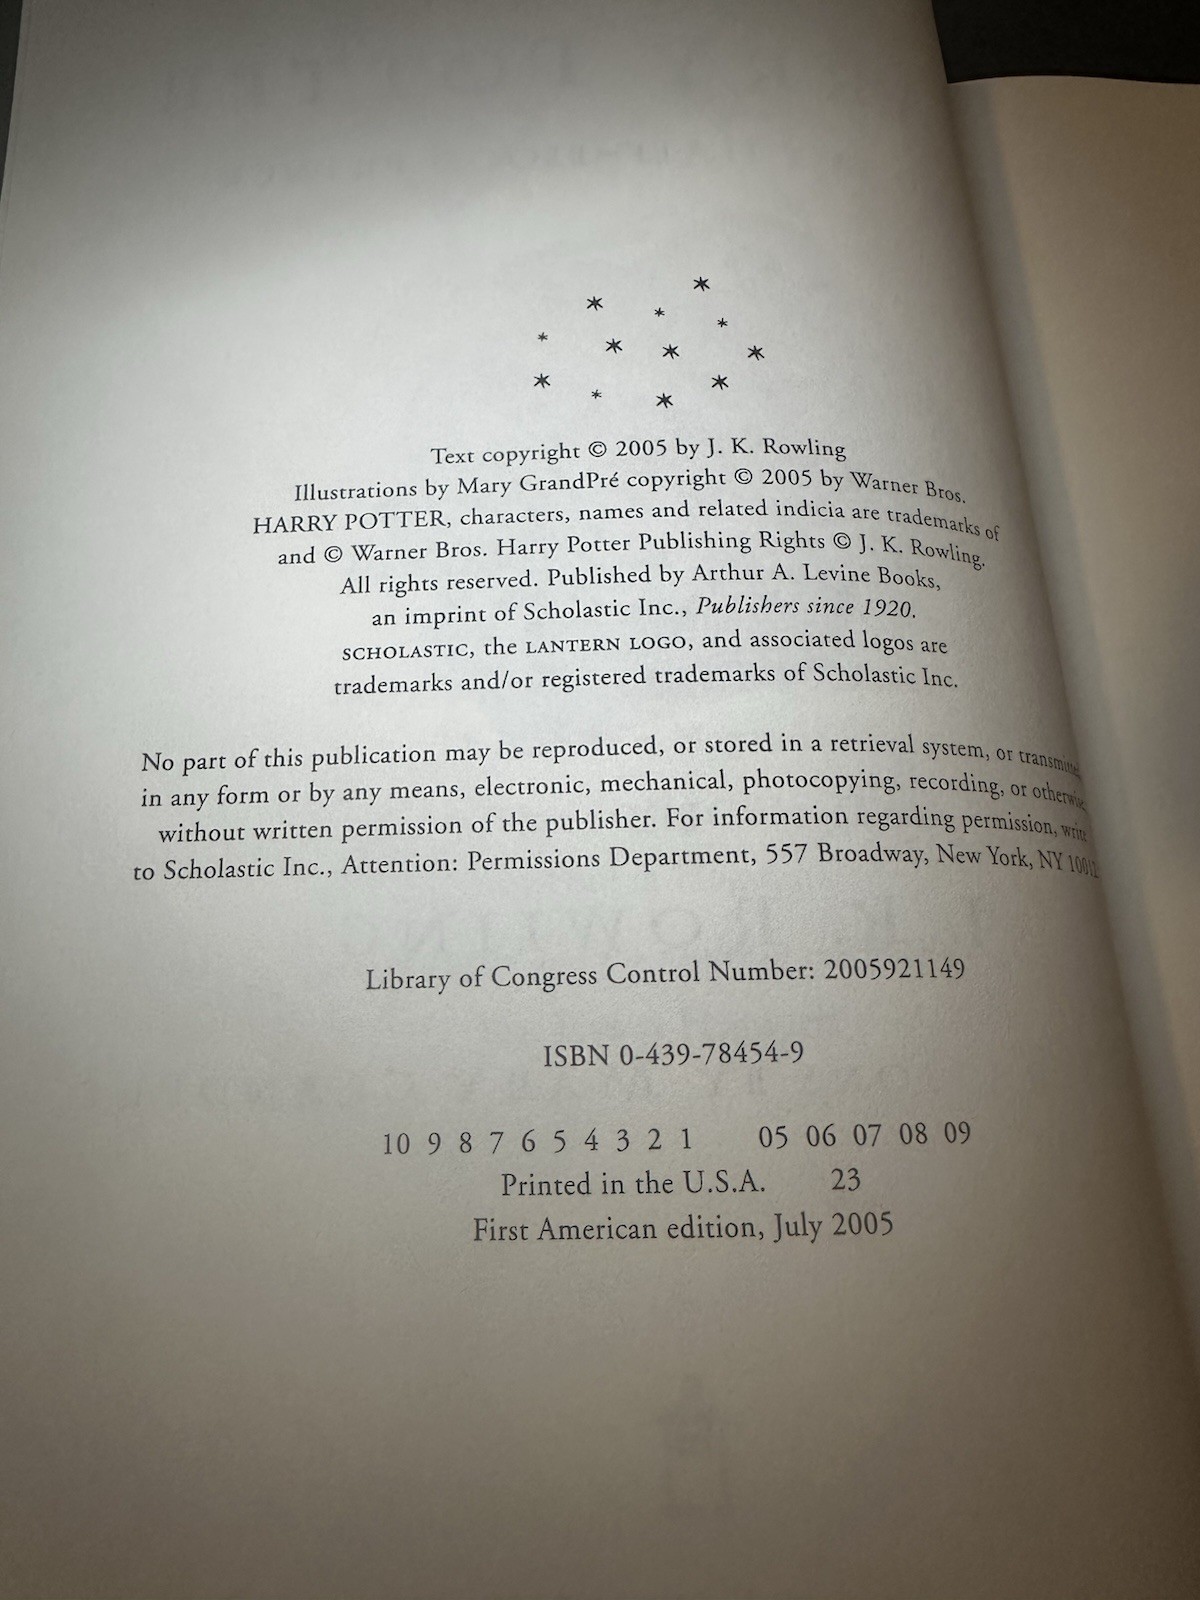 Text copyright © 2005 by J. K. Rowling
Illustrations by Mary GrandPré copyright © 2005 by Warner Bros.
HARRY POTTER, characters, names and related indicia are trademarks of
and © Warner Bros. Harry Potter Publishing Rights © J. K. Rowling.
All rights reserved. Published by Arthur A. Levine Books,
an imprint of Scholastic Inc., Publishers since 1920.
SCHOLASTIC, the LANTERN LOGO, and associated logos are
trademarks and/or registered trademarks of Scholastic Inc.
No part of this publication may be reproduced, or stored in a retrieval system, or
in any form or by any means, electronic, mechanical, photocopying, recording, or
without written permission of the publisher. For information regarding permission,
to Scholastic Inc., Attention: Permissions Department, 557 Broadway, New York, NY 10012
Library of Congress Control Number: 2005921149
ISBN 0-439-78454-9
10 9 8 7 6 5 4 3 2 1 05 06 07 08 09
Printed in the U.S.A. 23
First American edition, July 2005